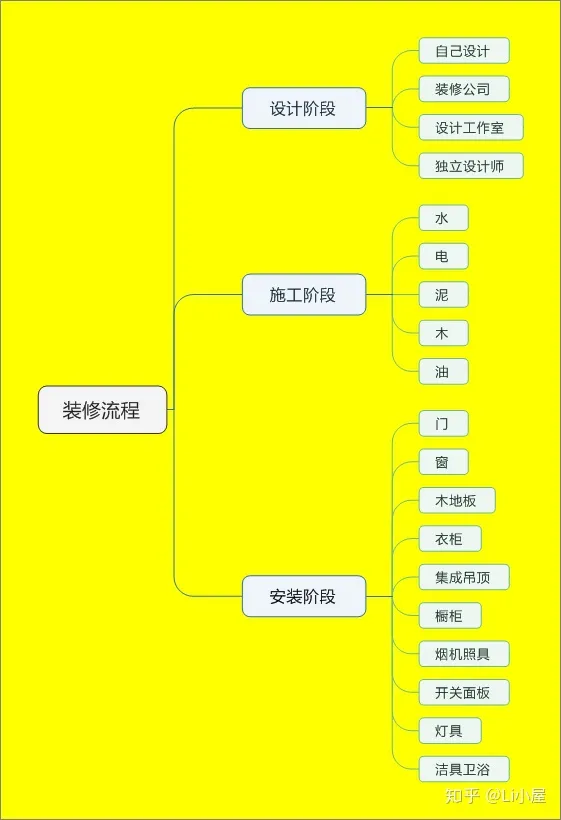 装修流程
设计阶段
自己设计
装修公司
设计工作室
独立设计师
施工阶段
水
电
泥
木
油
安装阶段
门
窗
木地板
衣柜
集成吊顶
橱柜
烟机照具
开关面板
灯具
洁具卫浴
知乎 @Li小屋